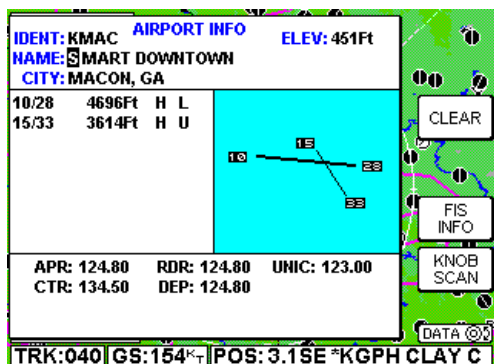 AIRPORT INFO
IDENT: KMAC ELEV: 451Ft
NAME: SMART DOWNTOWN
CITY: MACON, GA
10/28 4696Ft H L
15/33 3614Ft H U
15
10
28
33
CLEAR
FIS
INFO
KNOB
SCAN
APR: 124.80 RDR: 124.80 UNIC: 123.00
CTR: 134.50 DEP: 124.80
DATA
TRK:040 GS:154KT POS: 3.1SE *KGPH CLAY C